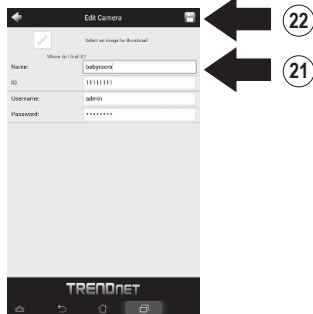 Edit Camera
22
Select an image for thumbnail
Where do I find ID?
Name: babyroom
21
ID 11111111
Username: admin
Password: ••••••••
TRENDNET